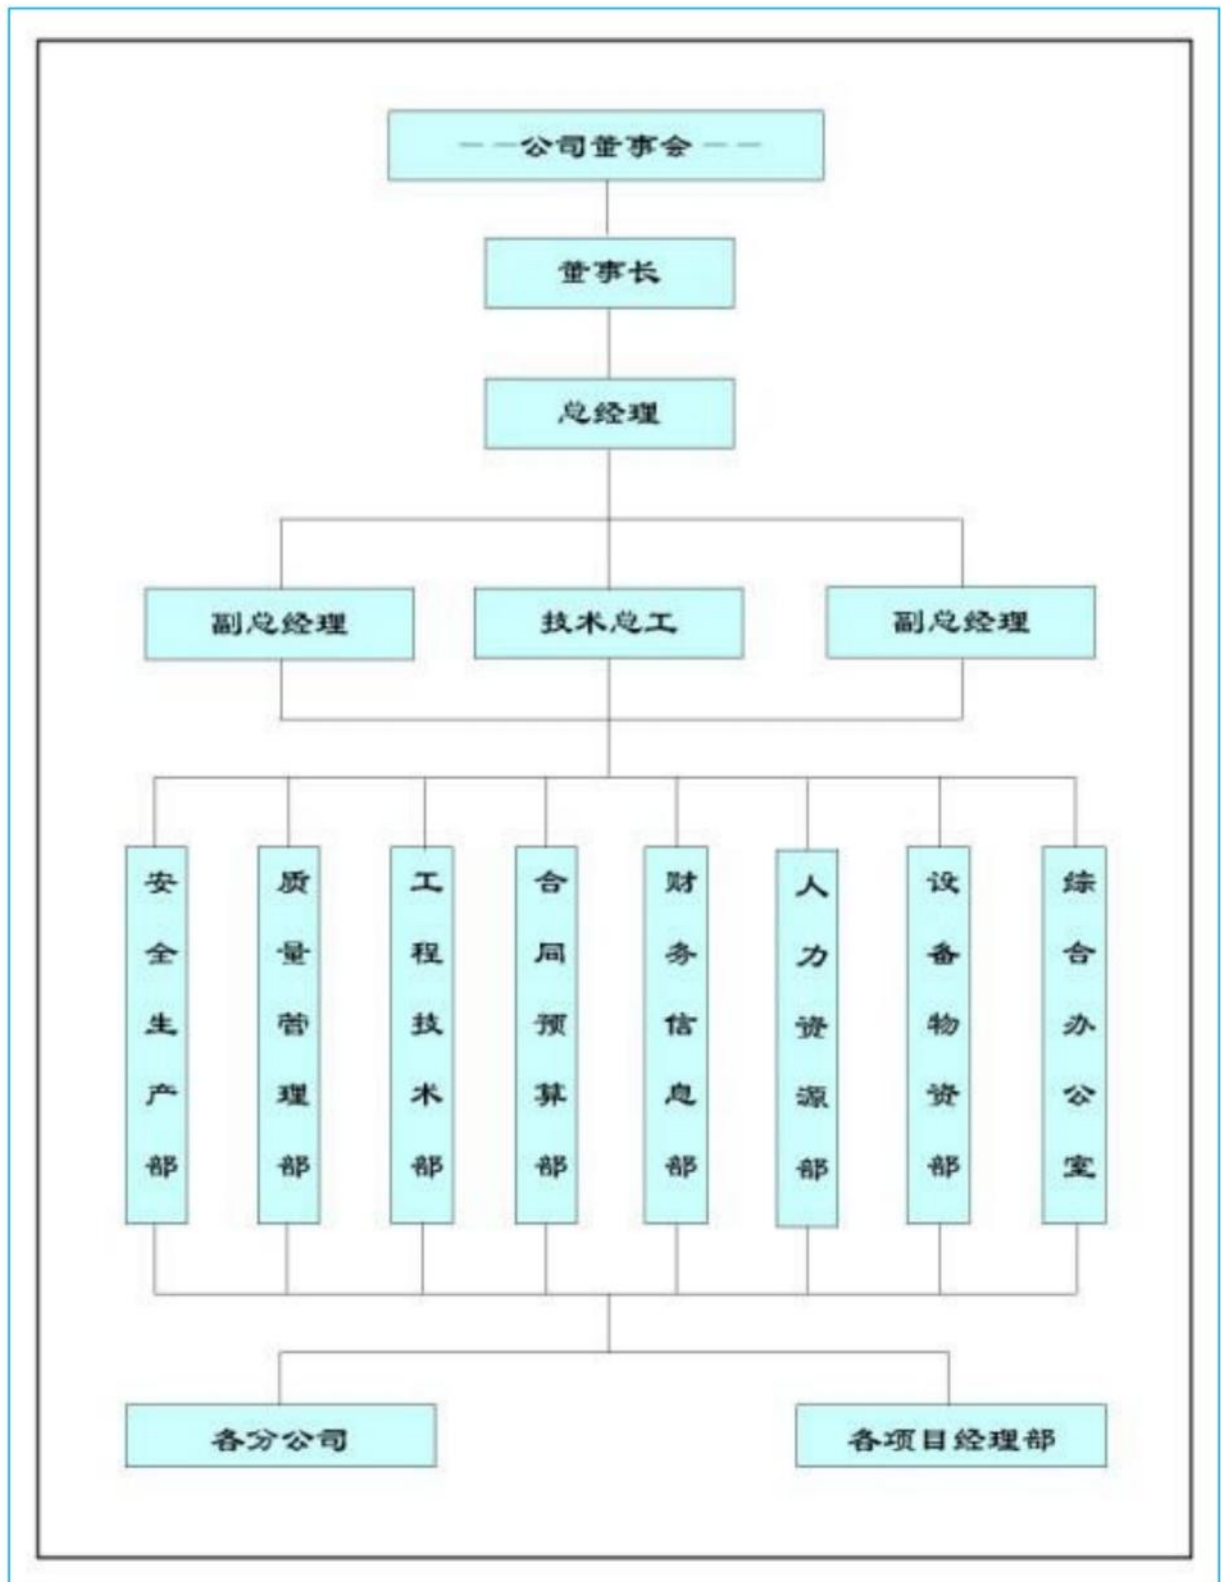 ——公司董事会——
董事长
总经理
副总经理
技术总工
副总经理
安全生产部
质量管理部
工程技术部
合同预算部
财务信息部
人力资源部
设备物资部
综合办公室
各分公司
各项目经理部